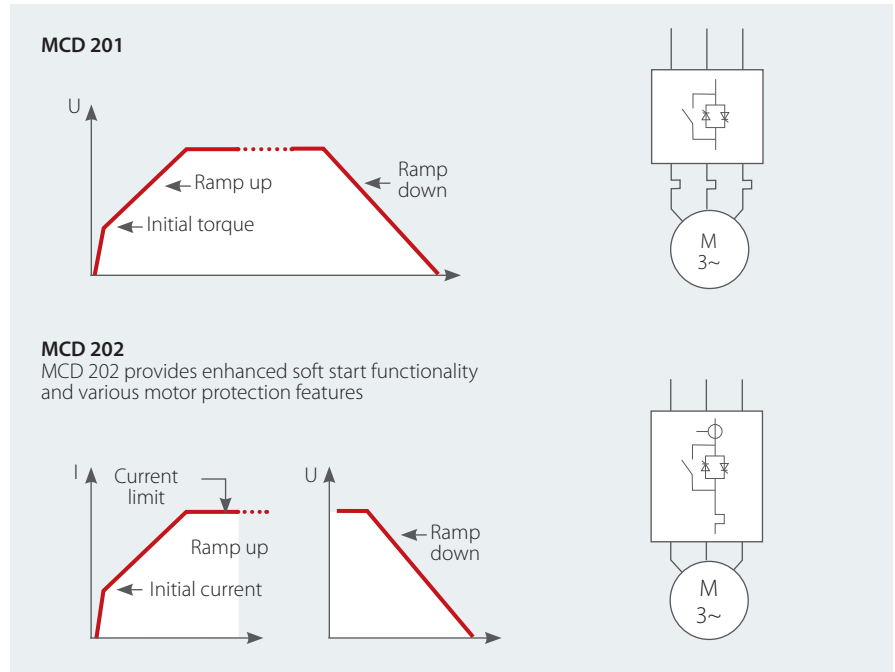 MCD 201
U
Ramp up
Ramp
down
Initial torque
M
3~
MCD 202
MCD 202 provides enhanced soft start functionality
and various motor protection features
I
Current
limit
Ramp up
Initial current
U
Ramp
down
M
3~